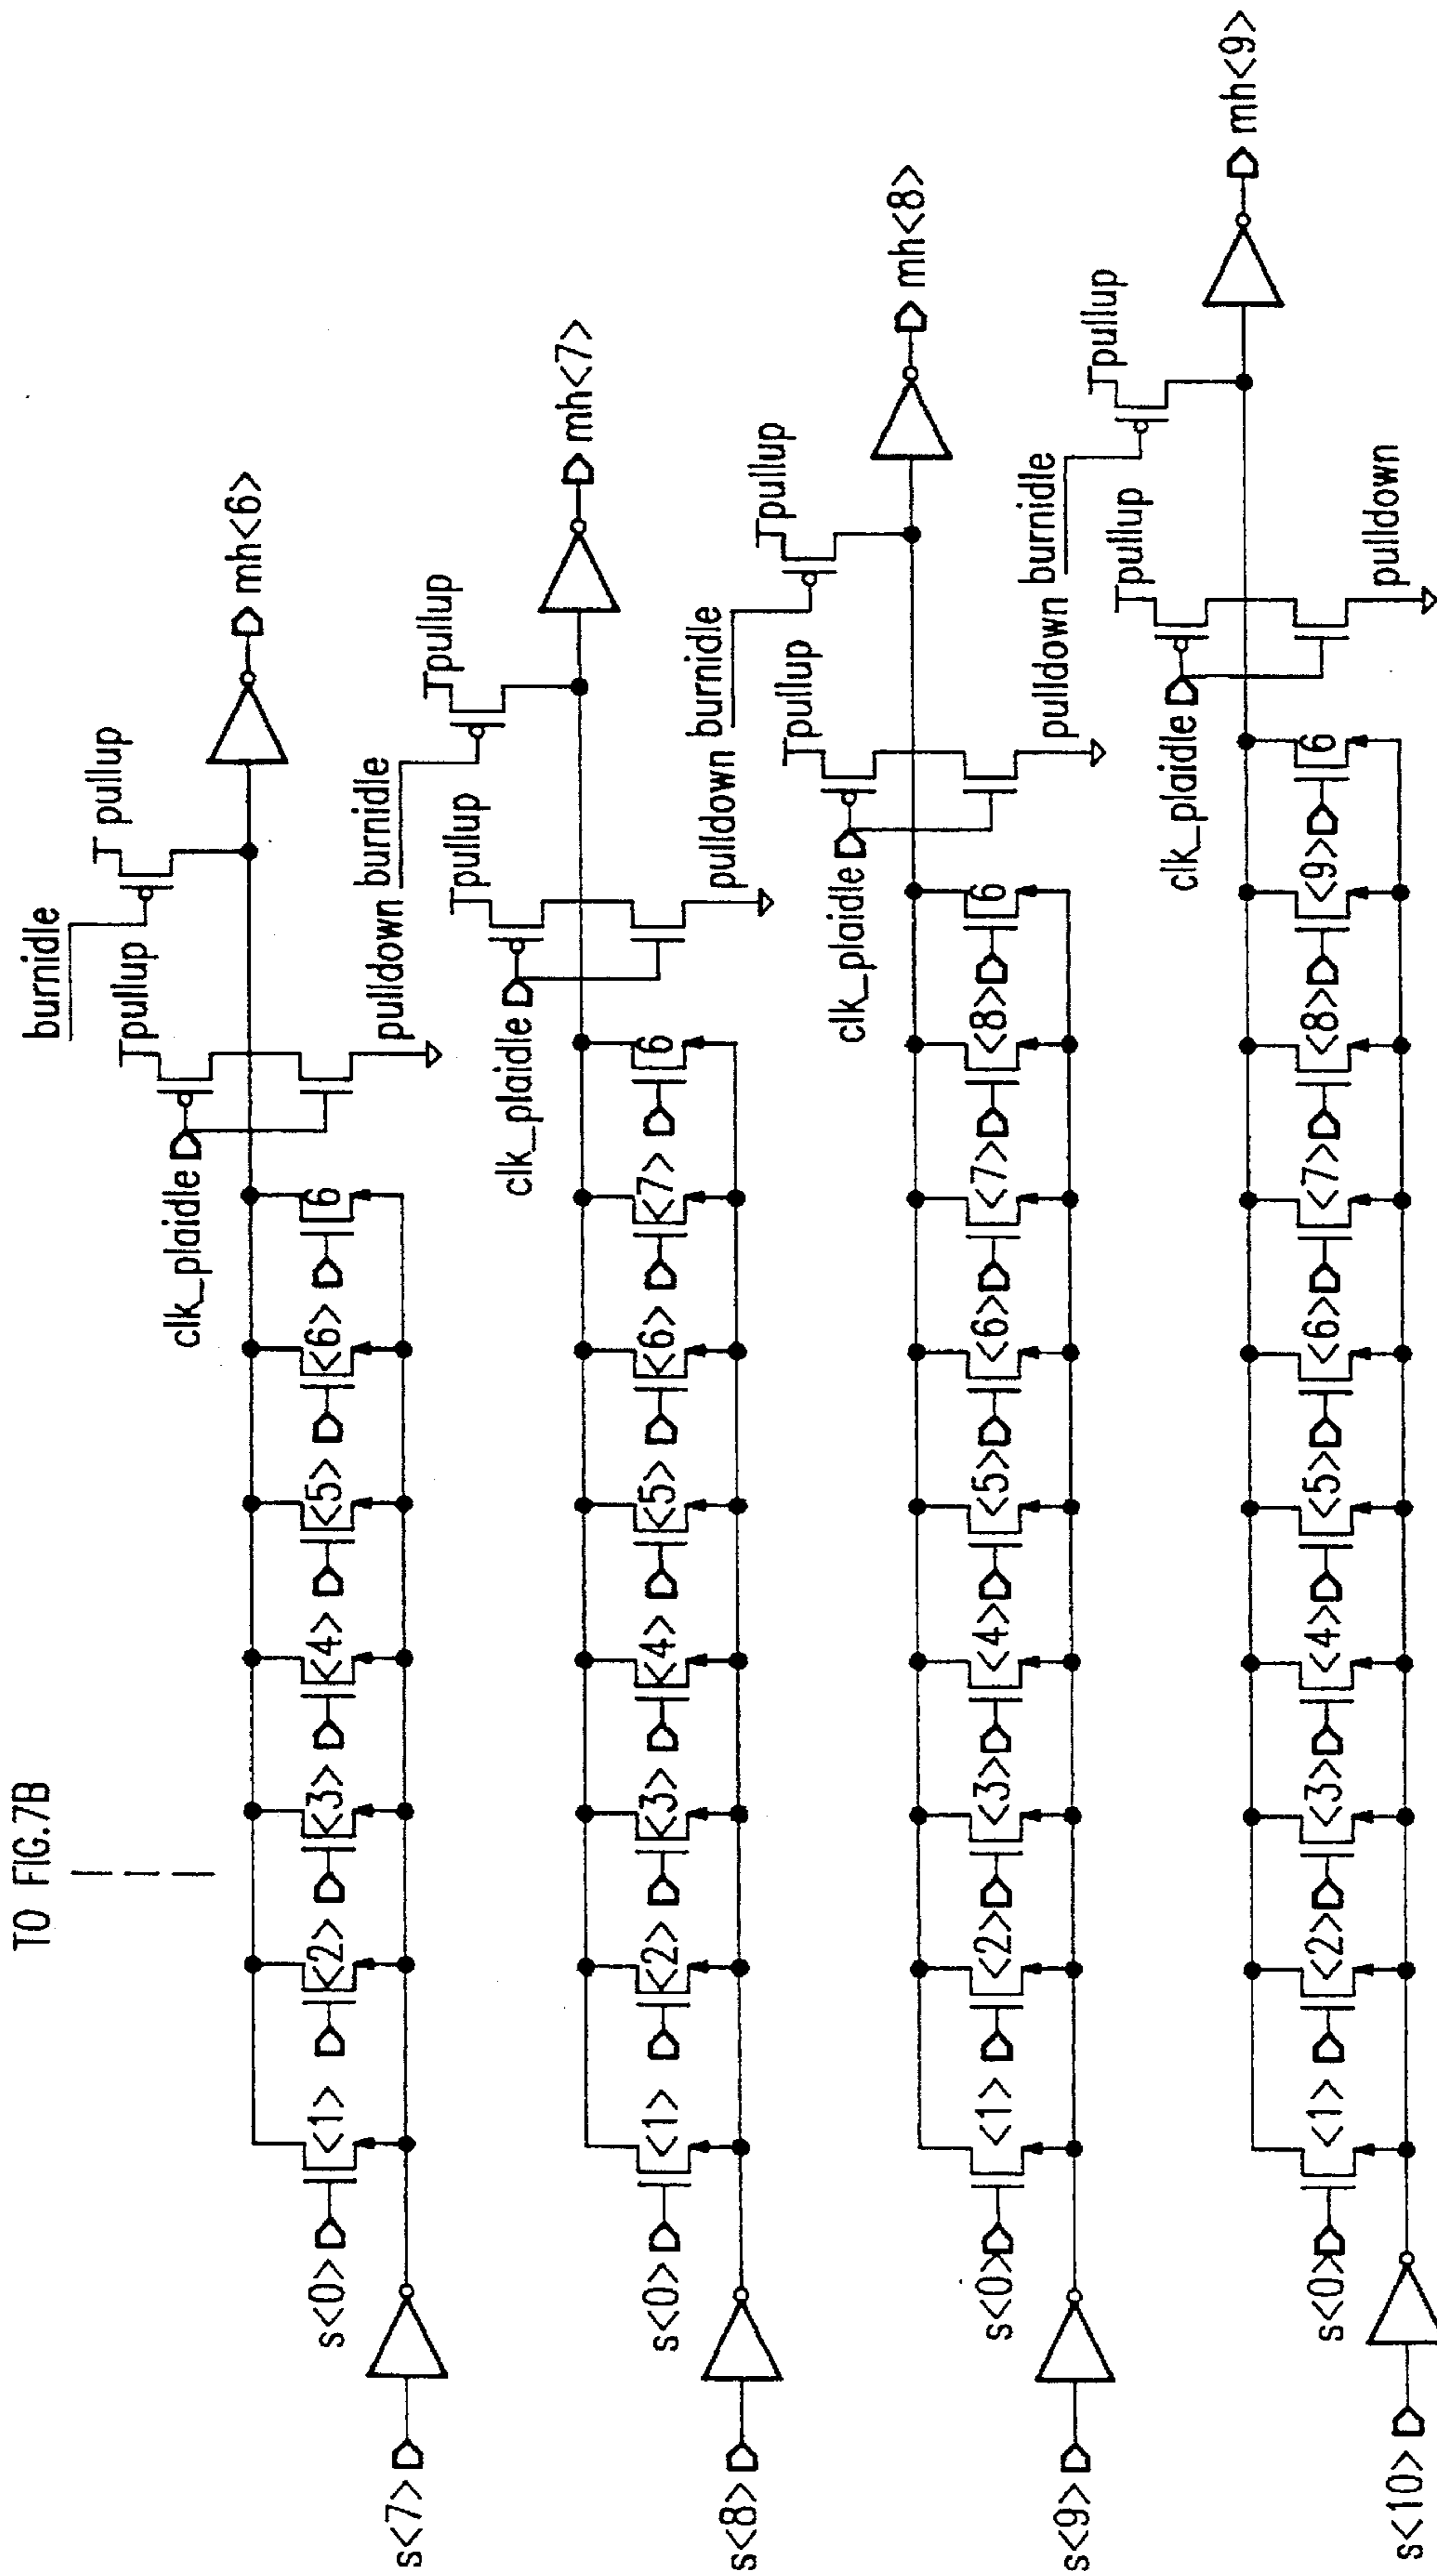 TO FIG.7B
burnidle
pullup
pullup
mh<6>
clk_plaidle
pulldown
s<0> <1> <2> <3> <4> <5> <6> 6
s<7>
burnidle
pullup
pullup
mh<7>
clk_plaidle
pulldown
s<0> <1> <2> <3> <4> <5> <6> <7> 6
s<8>
burnidle
pullup
pullup
mh<8>
clk_plaidle
pulldown
s<0> <1> <2> <3> <4> <5> <6> <7> <8> 6
s<9>
burnidle
pullup
pullup
mh<9>
clk_plaidle
pulldown
s<0> <1> <2> <3> <4> <5> <6> <7> <8> <9> 6
s<10>